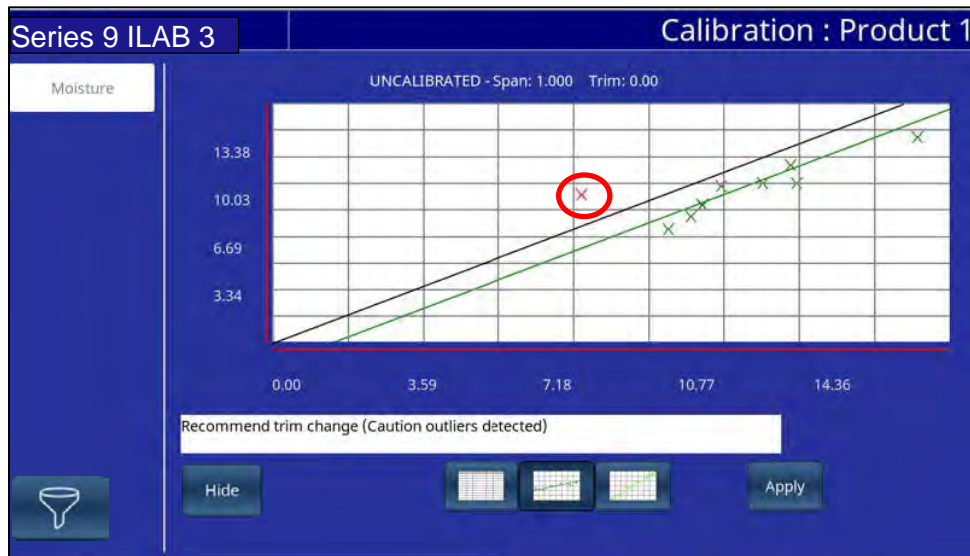 Series 9 ILAB 3
Calibration : Product 1
Moisture
UNCALIBRATED - Span: 1.000 Trim: 0.00
13.38
10.03
6.69
3.34
0.00 3.59 7.18 10.77 14.36
Recommend trim change (Caution outliers detected)
Hide
Apply